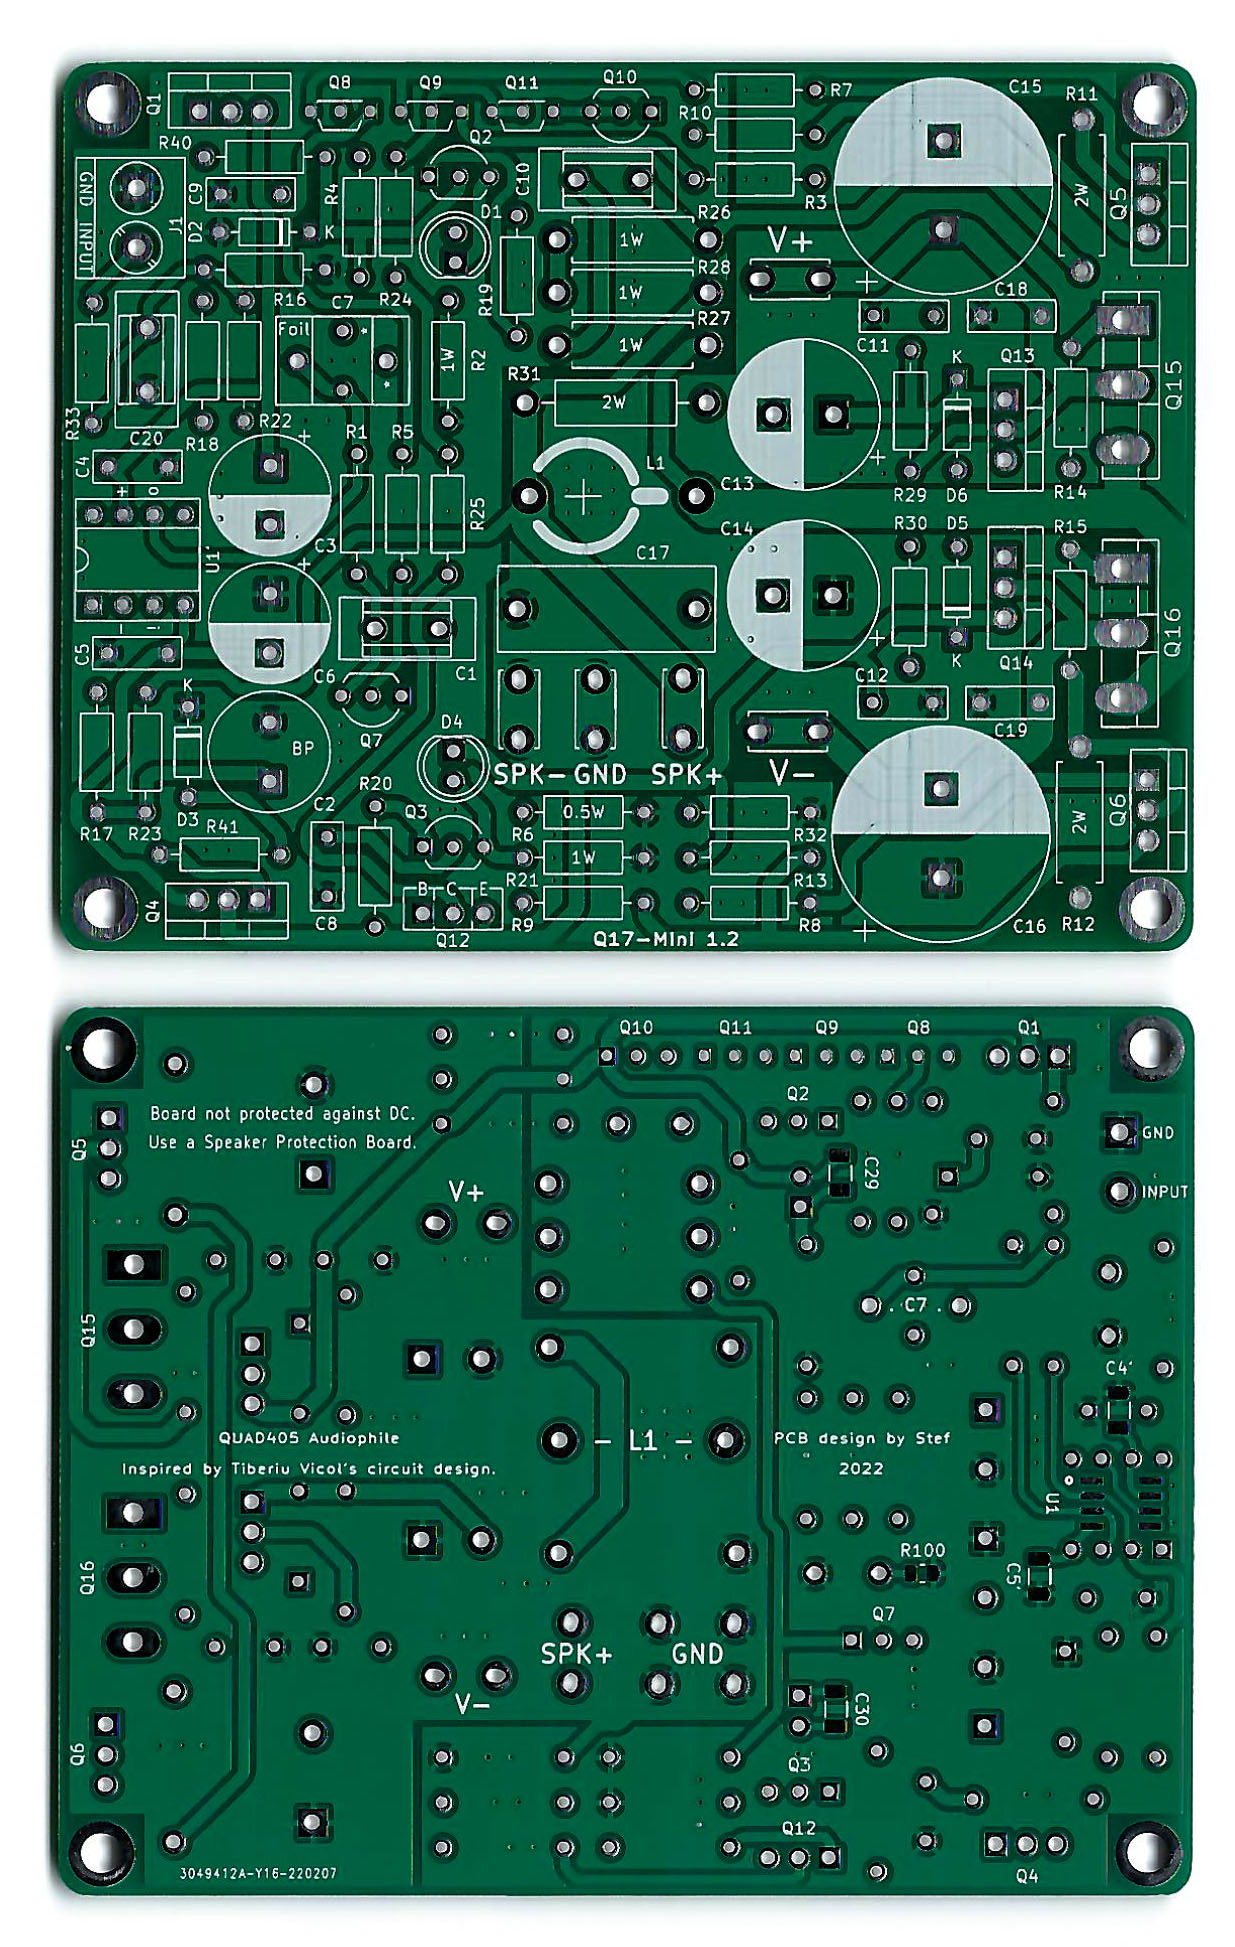 Q1
Q8
Q9
Q11
Q10
R7
C15
R11
R10
Q2
R40
GND INPUT
J1
C9
R4
C10
R3
2W
Q5
D2
K
D1
R26
1W
V+
R28
1W
R16
C7
R24
R19
R27
1W
+
C18
C11
Foil
*
*
1W
R2
K
Q13
R31
2W
Q15
R33
C20
R18
R22
+
R1
R5
L1
C13
+
R29
D6
R14
C4
+
o
R25
R30
D5
R15
U1'
C3
+
C17
C14
+
K
Q14
Q16
–
i
C5
C6
C1
C12
C19
K
Q7
D4
BP
SPK- GND SPK+
V-
R17
R23
D3
R41
C2
R20
Q3
R6
0.5W
R32
2W
Q6
R21
1W
R13
Q4
C8
B C E
Q12
R9
R8
+
C16
R12
Q17-Mini 1.2
Q10
Q11
Q9
Q8
Q1
Board not protected against DC.
Use a Speaker Protection Board.
Q5
Q2
GND
C29
V+
INPUT
C7
Q15
C4'
QUAD405 Audiophile
- L1 -
PCB design by Stef
Inspired by Tiberiu Vicol's circuit design.
2022
U1
Q16
R100
C5'
Q7
SPK+
GND
V-
C30
Q6
Q3
Q12
Q4
3049412A-Y16-220207